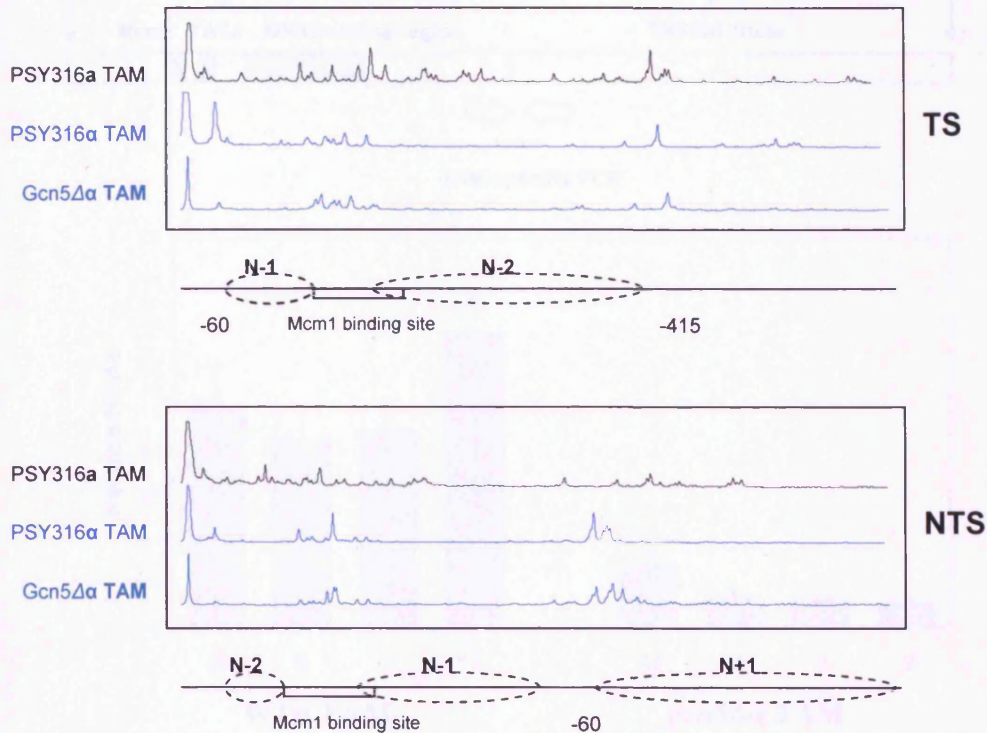 PSY316a TAM
PSY316α TAM
Gcn5Δα TAM
TS
N-1
N-2
-60
Mcm1 binding site
-415
PSY316a TAM
PSY316α TAM
Gcn5Δα TAM
NTS
N-2
N-1
N+1
Mcm1 binding site
-60